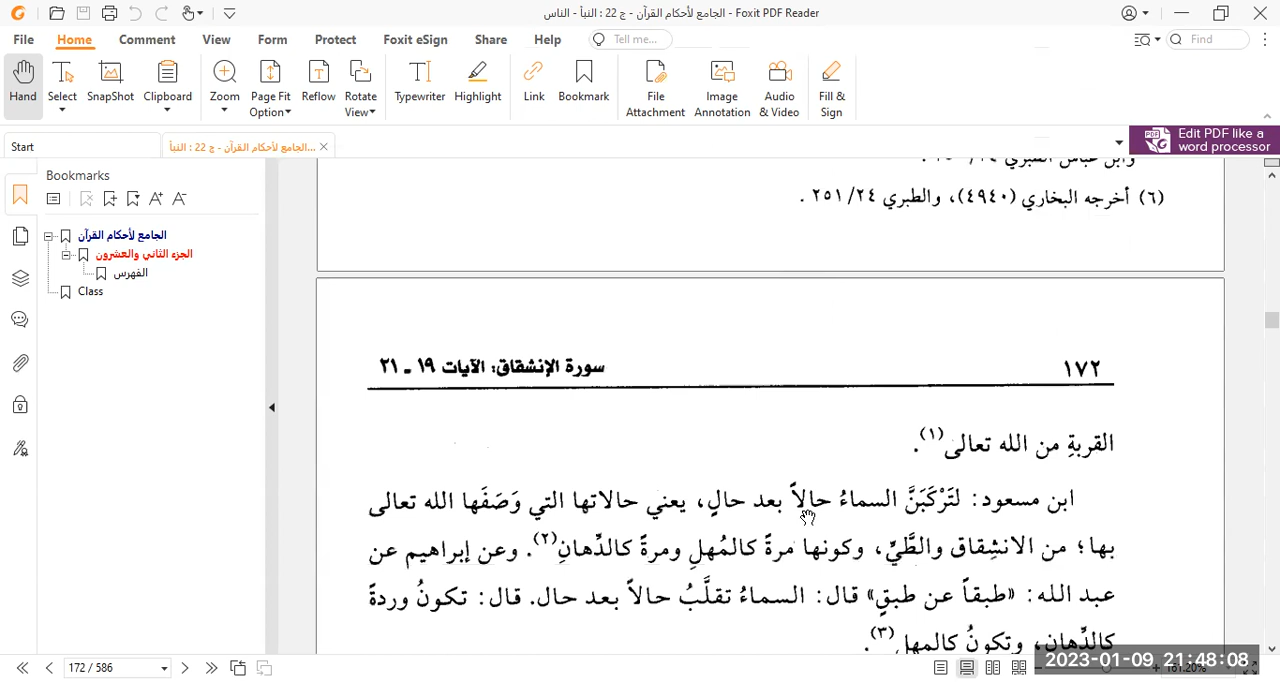 الجامع لأحكام القرآن - ج 22 : النبأ - الناس - Foxit PDF Reader
File Home Comment View Form Protect Foxit eSign Share Help Tell me... Find
Hand Select SnapShot Clipboard Zoom Page Fit Option Reflow Rotate View Typewriter Highlight Link Bookmark File Attachment Image Annotation Audio & Video Fill & Sign
Start
الجامع لأحكام القرآن - ج 22 : النبأ...
Edit PDF like a word processor
Bookmarks
الجامع لأحكام القرآن
الجزء الثاني والعشرون
الفهرس
Class
(٦) أخرجه البخاري (٤٩٤٠)، والطبري ٢٤/ ٢٥١ .
١٧٢ سورة الإنشقاق: الآيات ١٩ - ٢١
القربةِ من الله تعالى(١).
ابن مسعود: لتَرْكَبَنَّ السماءُ حالاً بعد حالٍ، يعني حالاتها التي وَصَفَها الله تعالى
بها؛ من الانشِقاق والطَّيِّ، وكونها مرةً كالمُهلِ ومرةً كالدِّهانِ(٢). وعن إبراهيم عن
عبد الله: «طبقاً عن طبقٍ» قال: السماءُ تقلَّبُ حالاً بعد حال. قال: تكونُ وردةً
كالدِّهانِ، وتكونُ كالمهل(٣).
172 / 586
2023-01-09 21:48:08